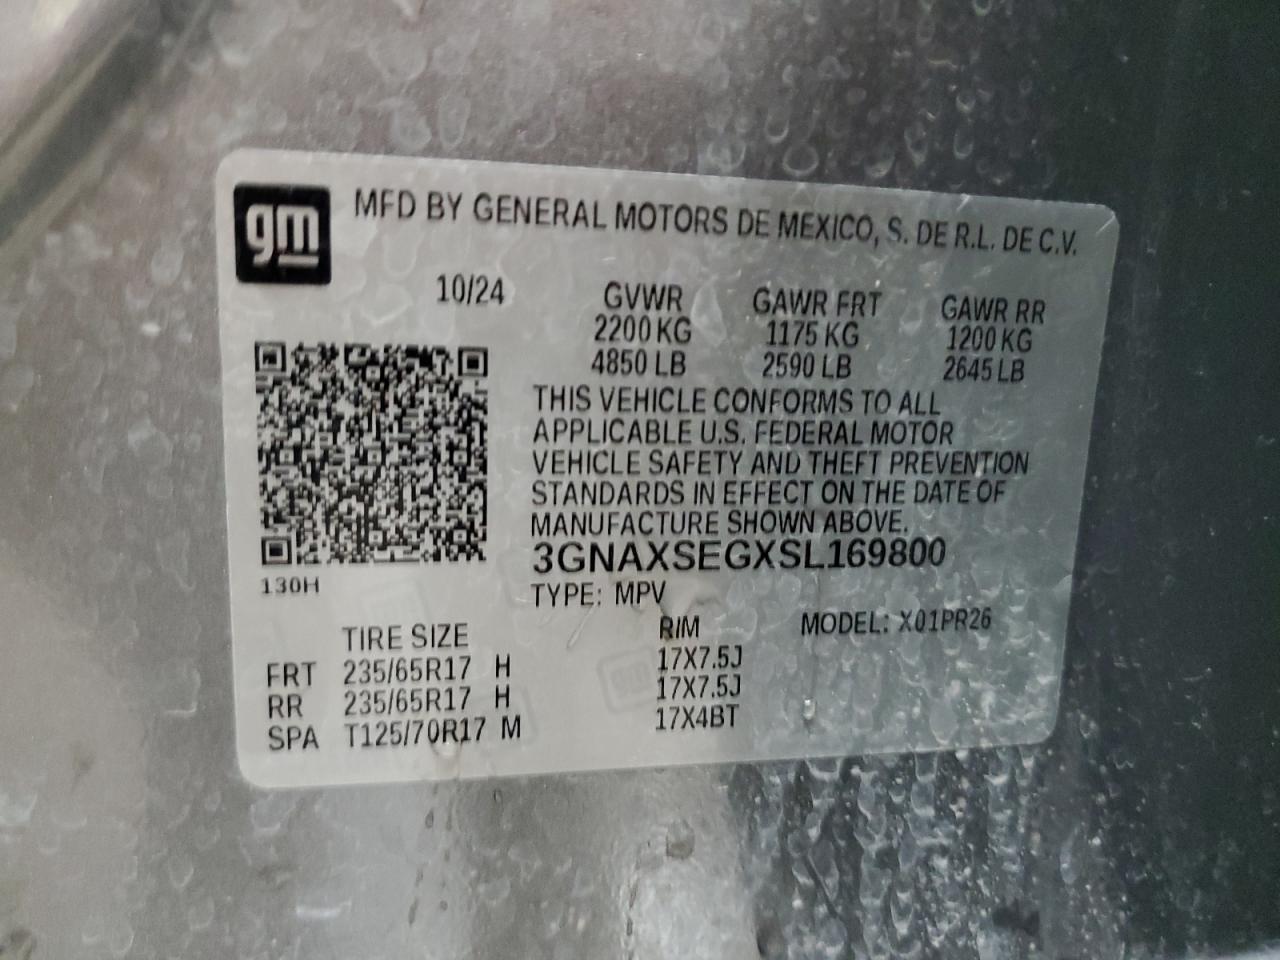 gm
MFD BY GENERAL MOTORS DE MEXICO, S. DE R.L. DE C.V.
10/24
GVWR GAWR FRT GAWR RR
2200 KG 1175 KG 1200 KG
4850 LB 2590 LB 2645 LB
THIS VEHICLE CONFORMS TO ALL
APPLICABLE U.S. FEDERAL MOTOR
VEHICLE SAFETY AND THEFT PREVENTION
STANDARDS IN EFFECT ON THE DATE OF
MANUFACTURE SHOWN ABOVE.
3GNAXSEGXSL169800
130H
TYPE: MPV
MODEL: X01PR26
TIRE SIZE RIM
FRT 235/65R17 H 17X7.5J
RR 235/65R17 H 17X7.5J
SPA T125/70R17 M 17X4BT